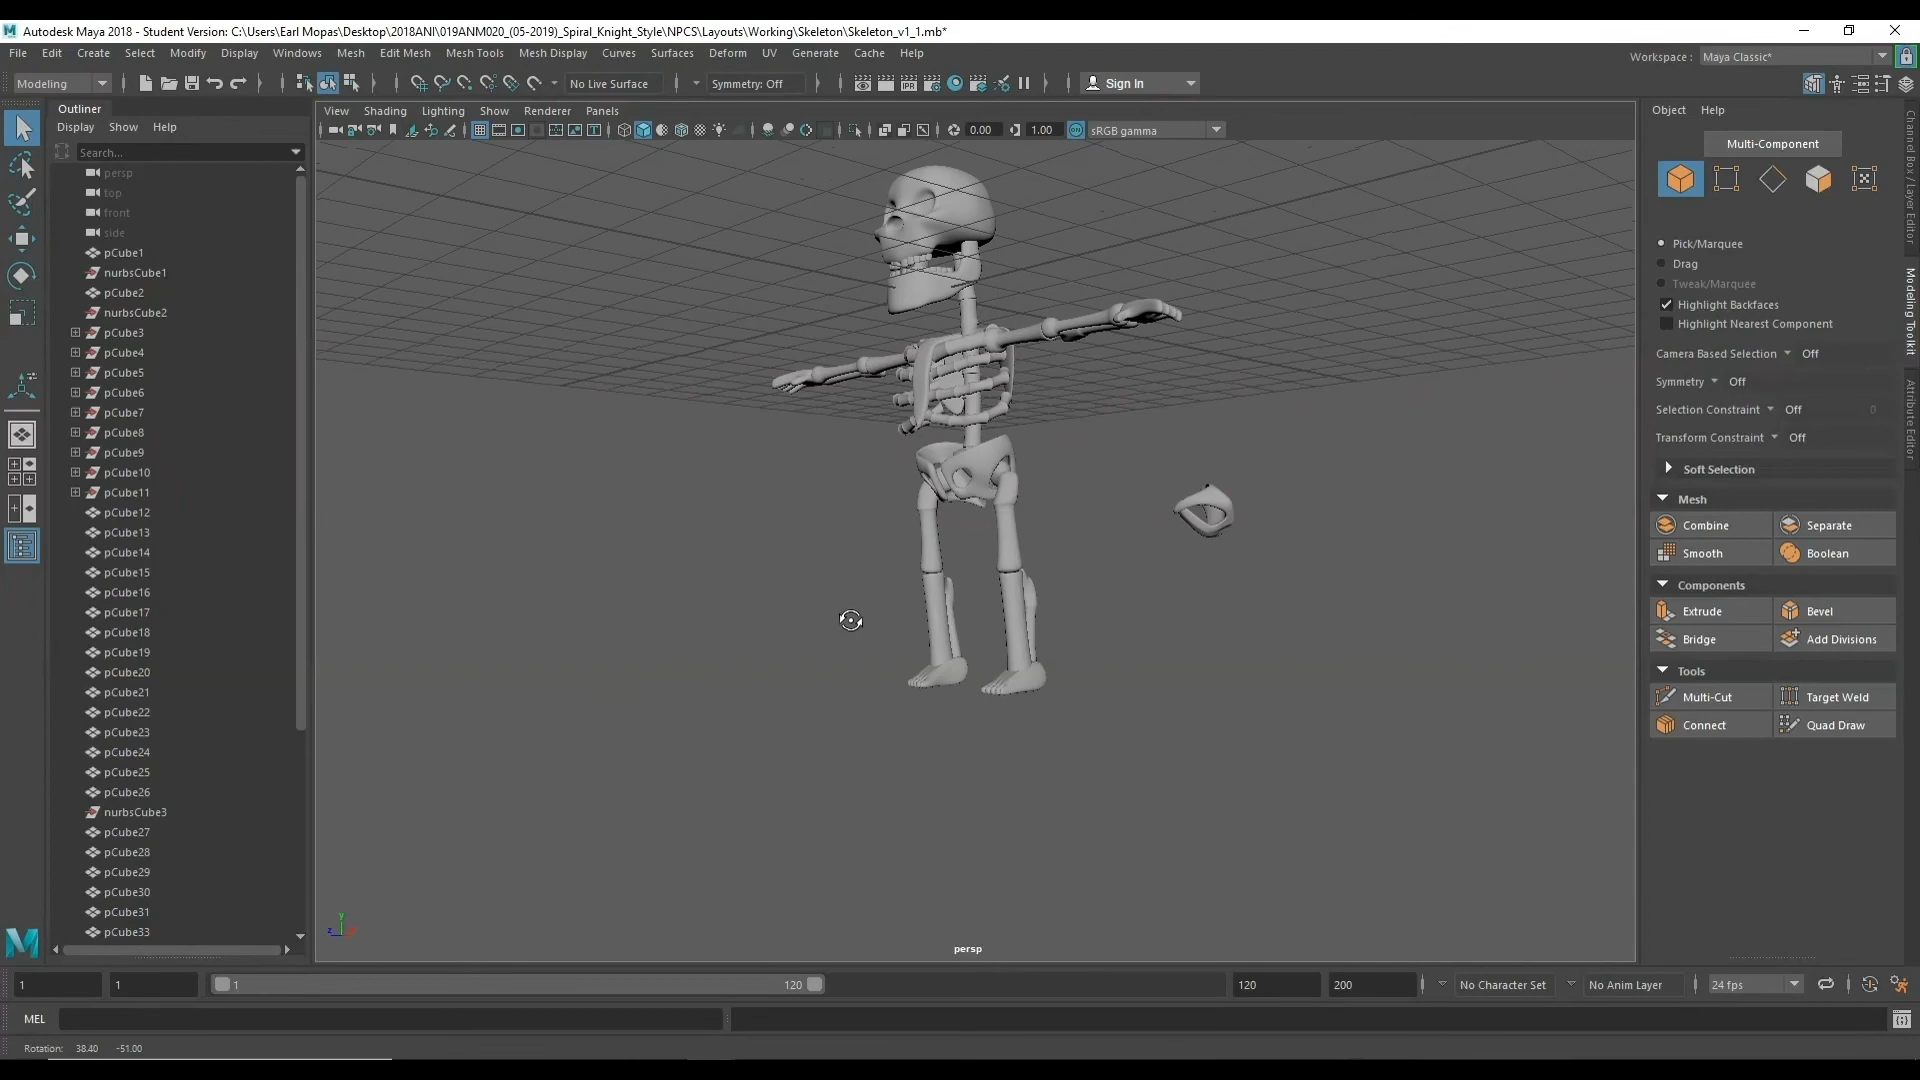 Autodesk Maya 2018 - Student Version: C:\Users\Earl Mopas\Desktop\2018ANI\019ANM020_(05-2019)_Spiral_Knight_Style\NPCS\Layouts\Working\Skeleton\Skeleton_v1_1.mb*
File Edit Create Select Modify Display Windows Mesh Edit Mesh Mesh Tools Mesh Display Curves Surfaces Deform UV Generate Cache Help
Workspace : Maya Classic*
Modeling
No Live Surface
Symmetry: Off
Sign In
Outliner
Display Show Help
Search...
persp
top
front
side
pCube1
nurbsCube1
pCube2
nurbsCube2
pCube3
pCube4
pCube5
pCube6
pCube7
pCube8
pCube9
pCube10
pCube11
pCube12
pCube13
pCube14
pCube15
pCube16
pCube17
pCube18
pCube19
pCube20
pCube21
pCube22
pCube23
pCube24
pCube25
pCube26
nurbsCube3
pCube27
pCube28
pCube29
pCube30
pCube31
pCube33
View Shading Lighting Show Renderer Panels
0.00
1.00
sRGB gamma
y
z
persp
Object Help
Multi-Component
Pick/Marquee
Drag
Tweak/Marquee
Highlight Backfaces
Highlight Nearest Component
Camera Based Selection Off
Symmetry Off
Selection Constraint Off 0
Transform Constraint Off
Soft Selection
Mesh
Combine Separate
Smooth Boolean
Components
Extrude Bevel
Bridge Add Divisions
Tools
Multi-Cut Target Weld
Connect Quad Draw
Channel Box / Layer Editor
Modeling Toolkit
Attribute Editor
1 1 1 120 120 200 No Character Set No Anim Layer 24 fps
MEL
Rotation: 38.40 -51.00